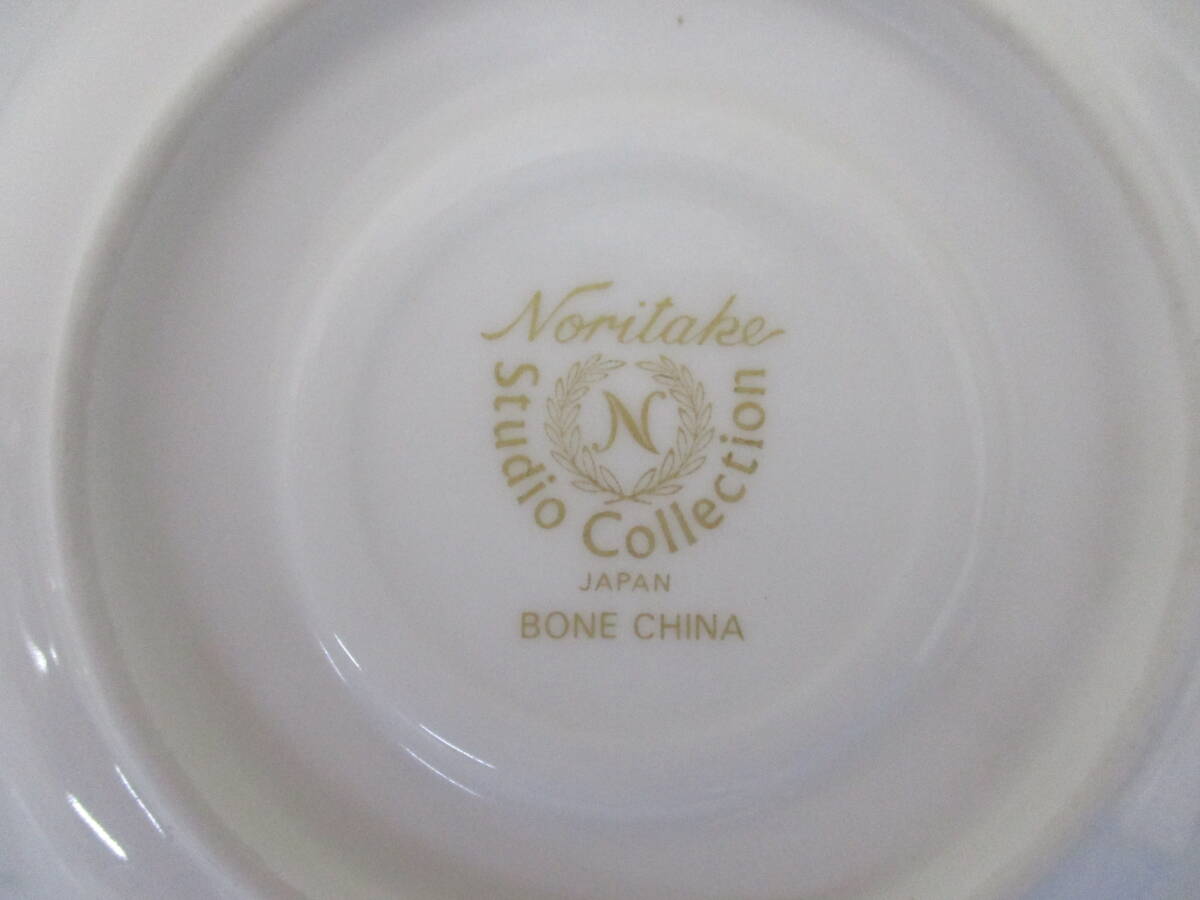 Noritake
N
Studio Collection
JAPAN
BONE CHINA